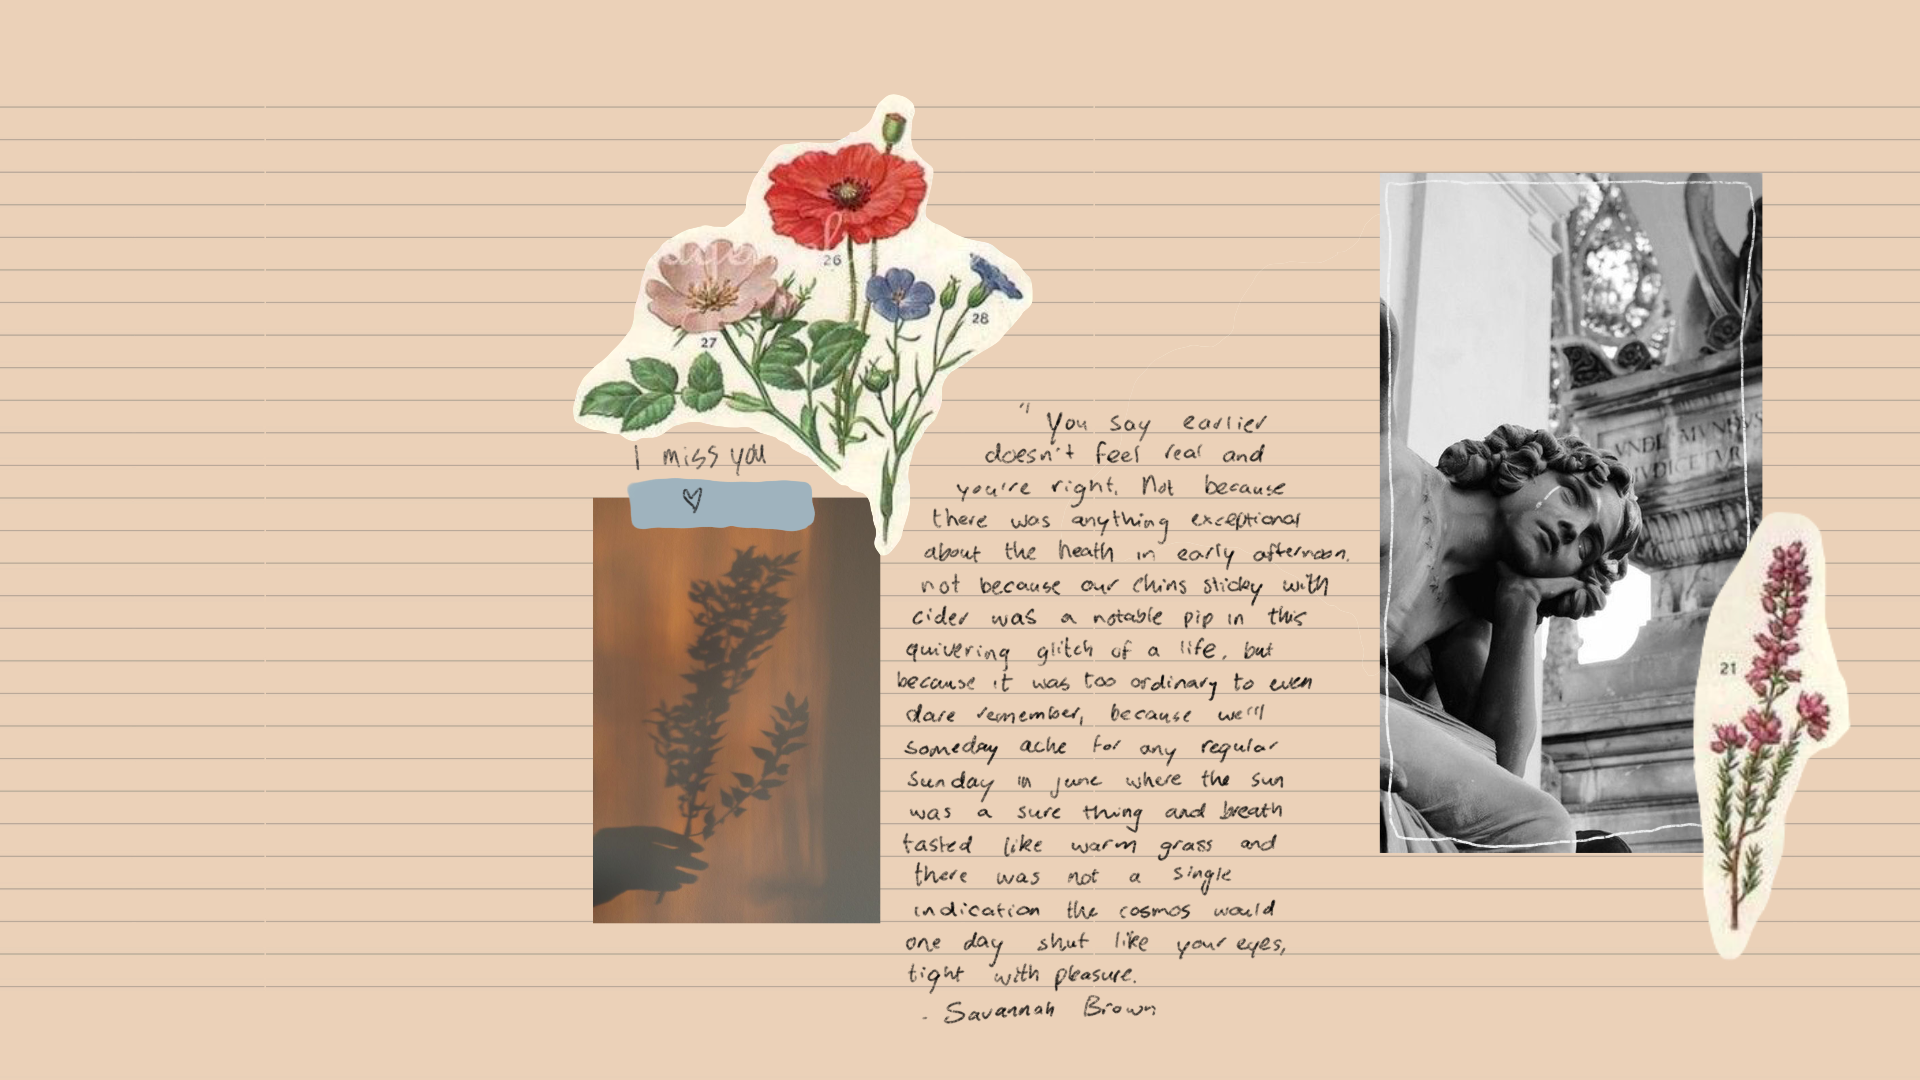 26
27
28
I miss you
"You say earlier
doesn't feel real and
you're right. Not because
there was anything exceptional
about the heath in early afternoon.
not because our chins sticky with
cider was a notable pip in this
quivering glitch of a life, but
because it was too ordinary to even
dare remember, because we'll
someday ache for any regular
Sunday in june where the sun
was a sure thing and breath
tasted like warm grass and
there was not a single
indication the cosmos would
one day shut like your eyes,
tight with pleasure.
- Savannah Brown
21